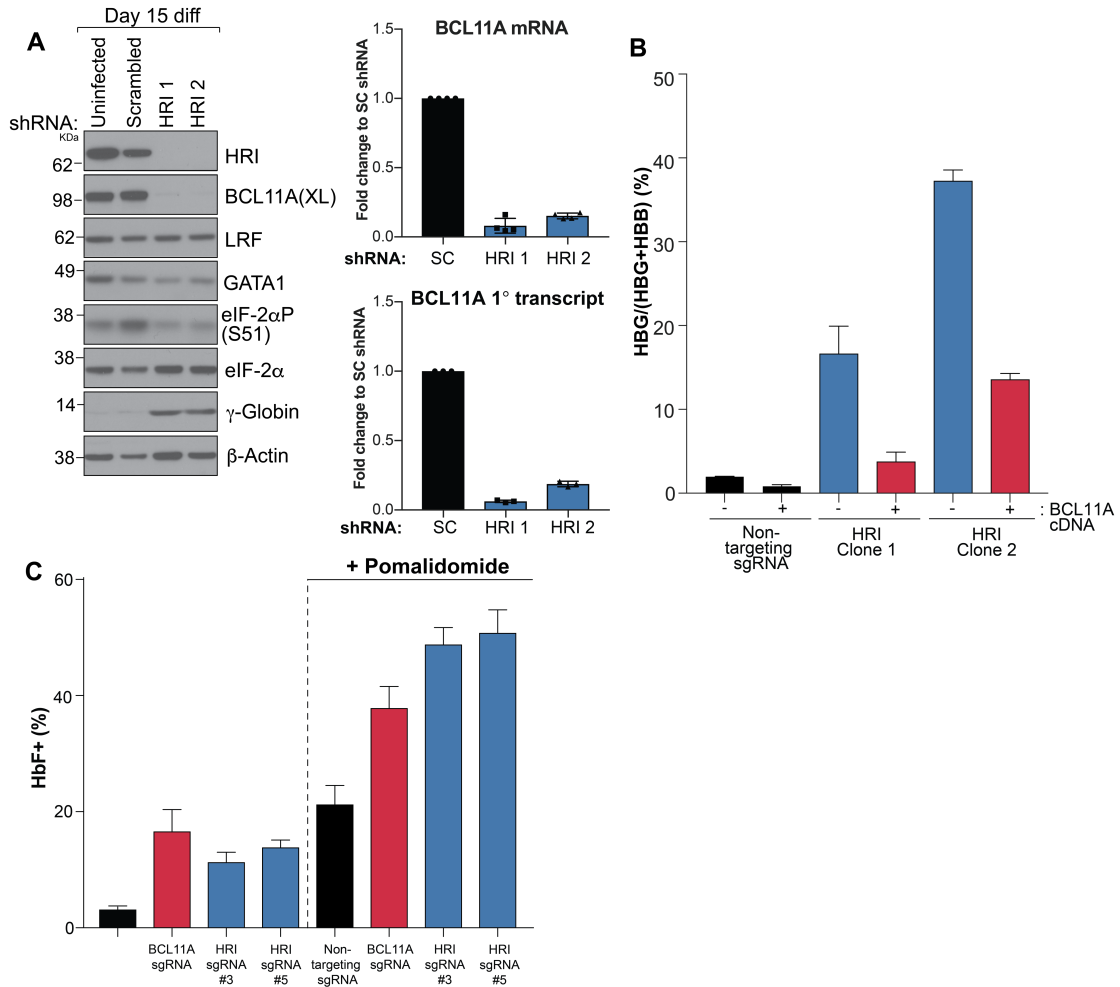 A
Day 15 diff
Uninfected
Scrambled
HRI 1
HRI 2
shRNA:
KDa
62
HRI
98
BCL11A(XL)
62
LRF
49
GATA1
38
eIF-2αP
(S51)
38
eIF-2α
14
γ-Globin
38
β-Actin
BCL11A mRNA
Fold change to SC shRNA
1.5
1.0
0.5
0.0
shRNA:
SC
HRI 1
HRI 2
BCL11A 1° transcript
Fold change to SC shRNA
1.5
1.0
0.5
0.0
shRNA:
SC
HRI 1
HRI 2
B
HBG/(HBG+HBB) (%)
50
40
30
20
10
0
- + - + - +
: BCL11A
cDNA
Non-
targeting
sgRNA
HRI
Clone 1
HRI
Clone 2
C
+ Pomalidomide
HbF+ (%)
60
40
20
0
BCL11A
sgRNA
HRI
sgRNA
#3
HRI
sgRNA
#5
Non-
targeting
sgRNA
BCL11A
sgRNA
HRI
sgRNA
#3
HRI
sgRNA
#5